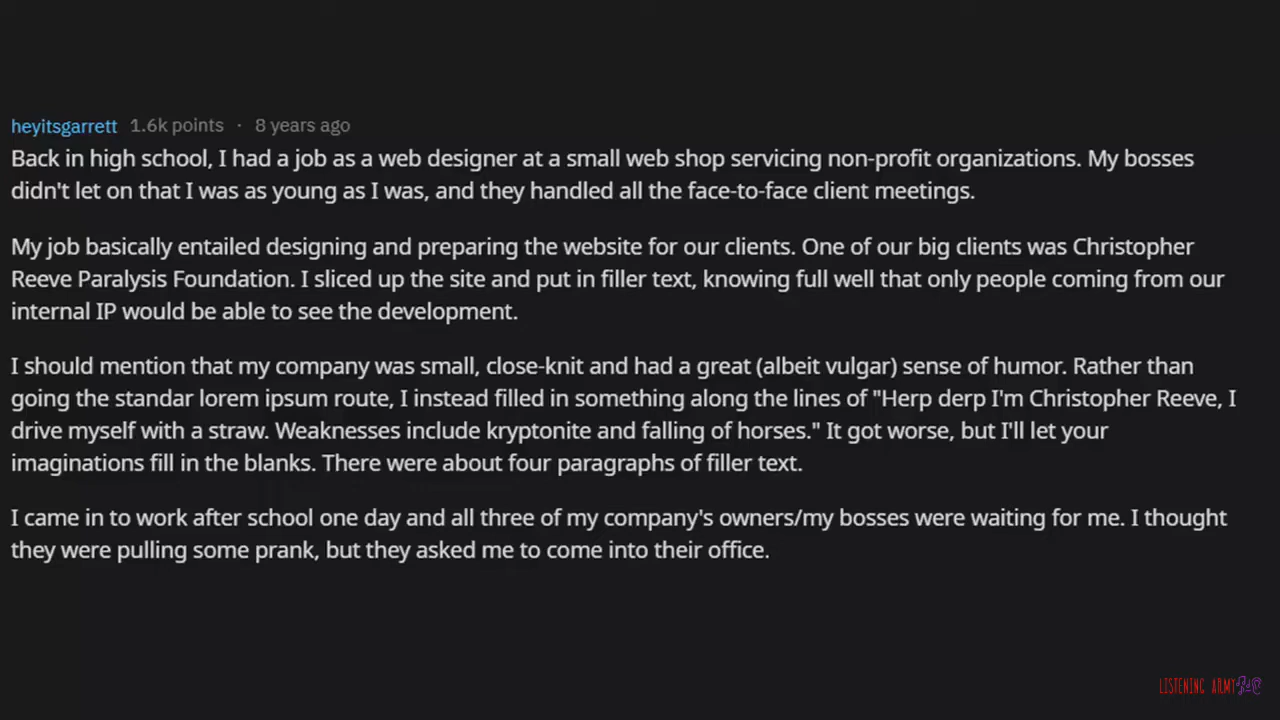 heyitsgarrett 1.6k points · 8 years ago
Back in high school, I had a job as a web designer at a small web shop servicing non-profit organizations. My bosses
didn't let on that I was as young as I was, and they handled all the face-to-face client meetings.
My job basically entailed designing and preparing the website for our clients. One of our big clients was Christopher
Reeve Paralysis Foundation. I sliced up the site and put in filler text, knowing full well that only people coming from our
internal IP would be able to see the development.
I should mention that my company was small, close-knit and had a great (albeit vulgar) sense of humor. Rather than
going the standar lorem ipsum route, I instead filled in something along the lines of "Herp derp I'm Christopher Reeve, I
drive myself with a straw. Weaknesses include kryptonite and falling of horses." It got worse, but I'll let your
imaginations fill in the blanks. There were about four paragraphs of filler text.
I came in to work after school one day and all three of my company's owners/my bosses were waiting for me. I thought
they were pulling some prank, but they asked me to come into their office.
LISTENING ARMY